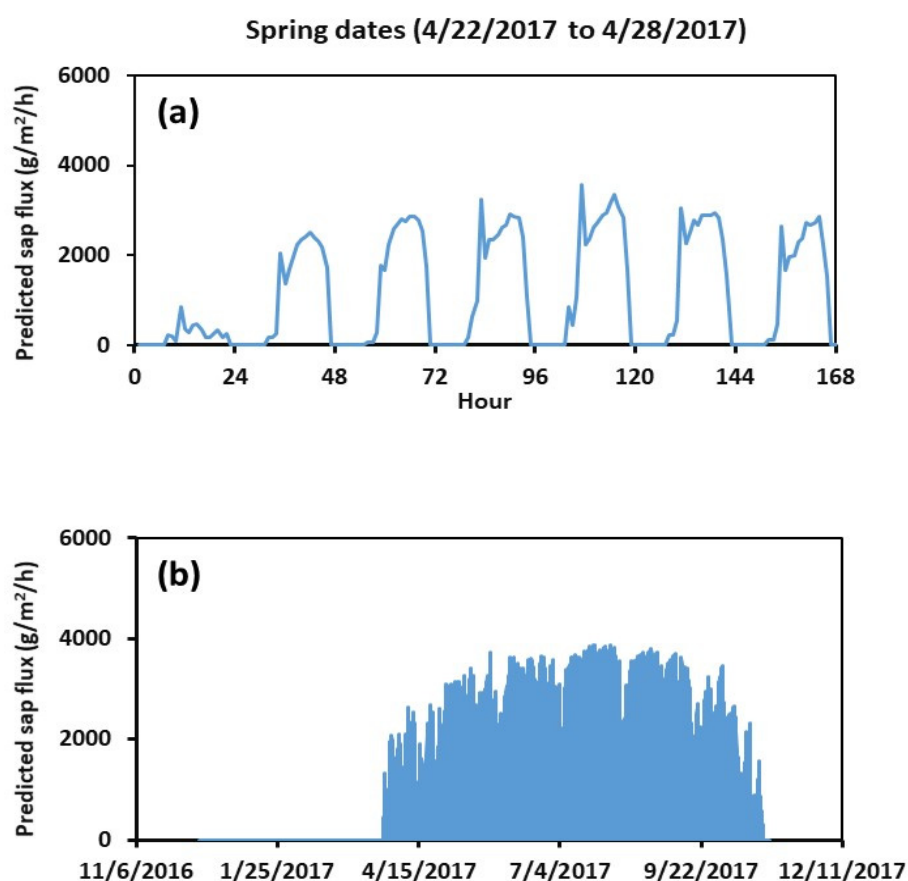 Spring dates (4/22/2017 to 4/28/2017)
Predicted sap flux (g/m²/h)
6000
4000
2000
0
(a)
0 24 48 72 96 120 144 168
Hour
Predicted sap flux (g/m²/h)
6000
4000
2000
0
(b)
11/6/2016 1/25/2017 4/15/2017 7/4/2017 9/22/2017 12/11/2017